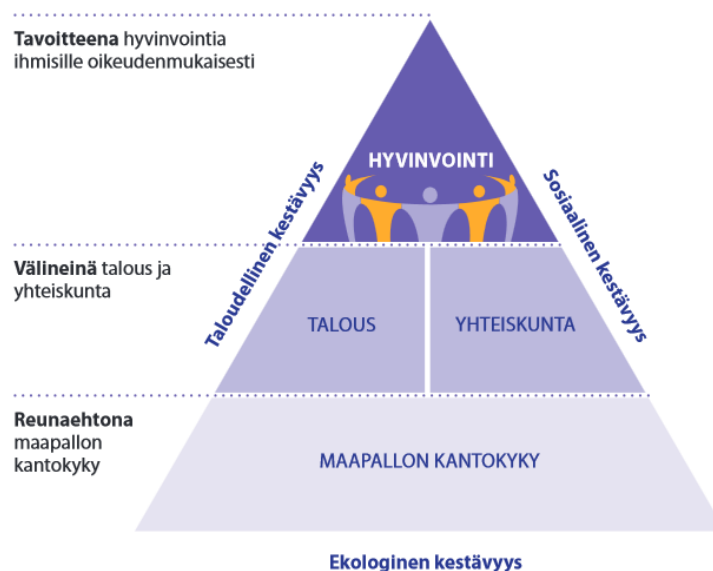 Tavoitteena hyvinvointia
ihmisille oikeudenmukaisesti
HYVINVOINTI
Taloudellinen kestävyys
Sosiaalinen kestävyys
Välineinä talous ja
yhteiskunta
TALOUS
YHTEISKUNTA
Reunaehtona
maapallon
kantokyky
MAAPALLON KANTOKYKY
Ekologinen kestävyys